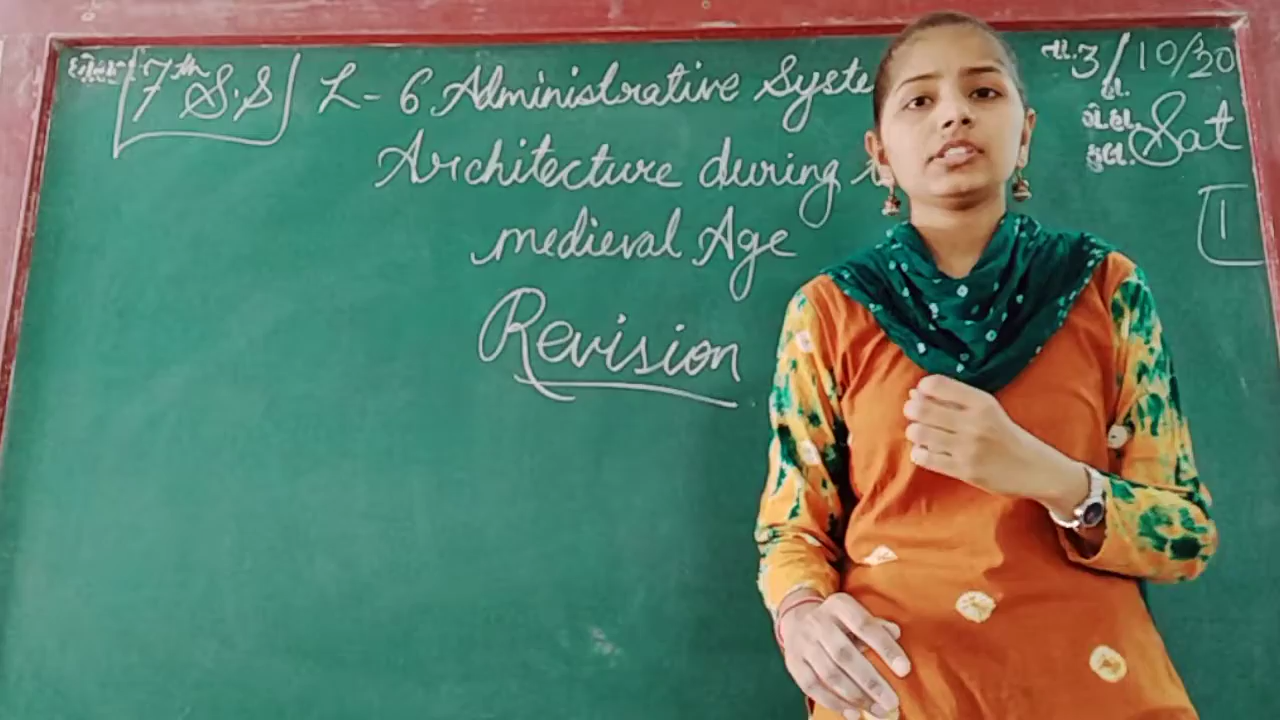 7th S.S L-6 Administrative Syste
Architecture during
medieval Age
Revision
તા. 3/10/20
Sat
1